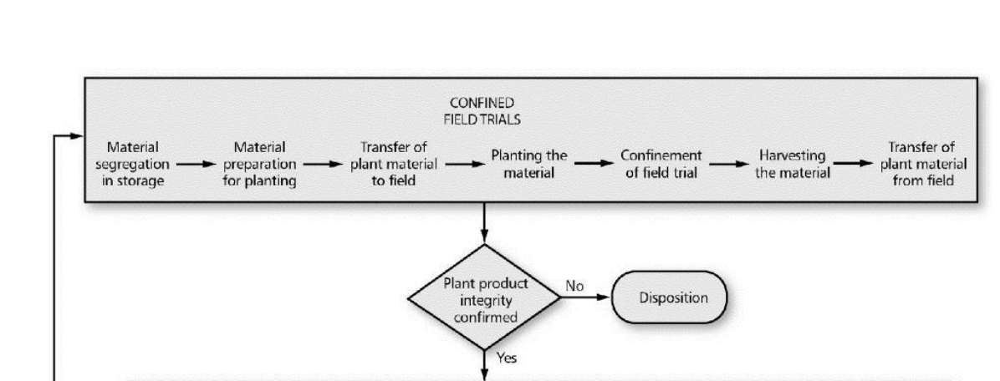 CONFINED
FIELD TRIALS
Material
segregation
in storage
Material
preparation
for planting
Transfer of
plant material
to field
Planting the
material
Confinement
of field trial
Harvesting
the material
Transfer of
plant material
from field
Plant product
integrity
confirmed
No
Disposition
Yes